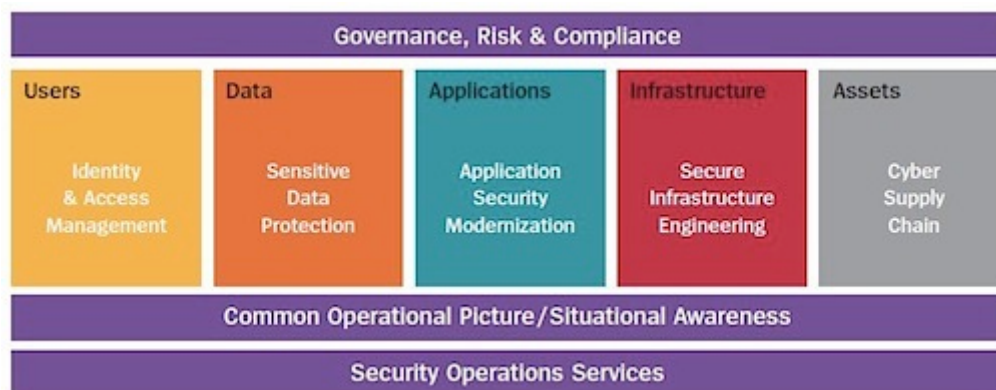 Governance, Risk & Compliance
Users
Identity
& Access
Management
Data
Sensitive
Data
Protection
Applications
Application
Security
Modernization
Infrastructure
Secure
Infrastructure
Engineering
Assets
Cyber
Supply
Chain
Common Operational Picture/Situational Awareness
Security Operations Services